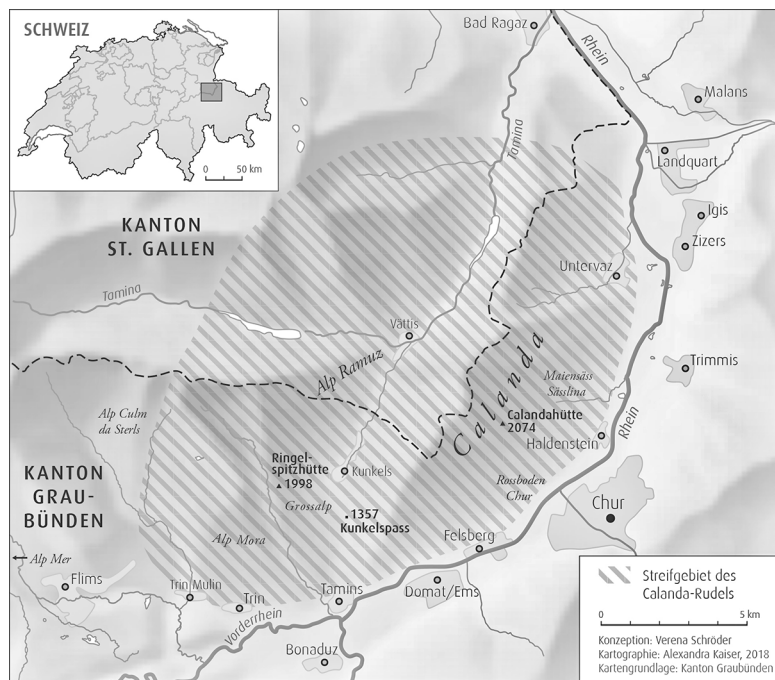 SCHWEIZ
0 50 km
Bad Ragaz
Rhein
Malans
Tamina
Landquart
Igis
Zizers
KANTON
ST. GALLEN
Untervaz
Tamina
Vättis
Alp Ramuz
Calanda
Trimmis
Maiensäss
Sässlina
Alp Culm
da Sterls
Calandahütte
2074
Rhein
Haldenstein
Ringel-
spitzhütte
1998
Kunkels
KANTON
GRAU-
BÜNDEN
Grossalp
1357
Kunkelspass
Rossboden
Chur
Chur
Alp Mora
Felsberg
Alp Mer
Flims
Trin Mulin
Trin
Tamins
Domat/Ems
Vorderrhein
Bonaduz
Streifgebiet des
Calanda-Rudels
0 5 km
Konzeption: Verena Schröder
Kartographie: Alexandra Kaiser, 2018
Kartengrundlage: Kanton Graubünden